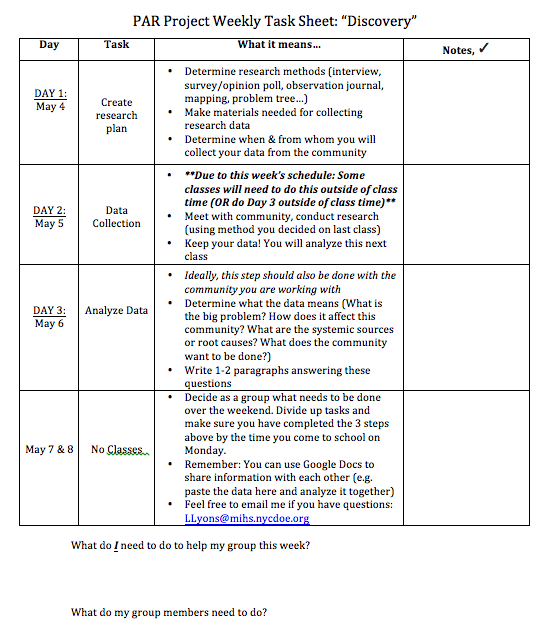 PAR Project Weekly Task Sheet: “Discovery”
Day
Task
What it means…
Notes, ✓
DAY 1:
May 4
Create
research
plan
• Determine research methods (interview,
survey/opinion poll, observation journal,
mapping, problem tree…)
• Make materials needed for collecting
research data
• Determine when & from whom you will
collect your data from the community
DAY 2:
May 5
Data
Collection
• **Due to this week’s schedule: Some
classes will need to do this outside of class
time (OR do Day 3 outside of class time)**
• Meet with community, conduct research
(using method you decided on last class)
• Keep your data! You will analyze this next
class
DAY 3:
May 6
Analyze Data
• Ideally, this step should also be done with the
community you are working with
• Determine what the data means (What is
the big problem? How does it affect this
community? What are the systemic sources
or root causes? What does the community
want to be done?)
• Write 1-2 paragraphs answering these
questions
May 7 & 8
No Classes
• Decide as a group what needs to be done
over the weekend. Divide up tasks and
make sure you have completed the 3 steps
above by the time you come to school on
Monday.
• Remember: You can use Google Docs to
share information with each other (e.g.
paste the data here and analyze it together)
• Feel free to email me if you have questions:
LLyons@mihs.nycdoe.org
What do I need to do to help my group this week?
What do my group members need to do?